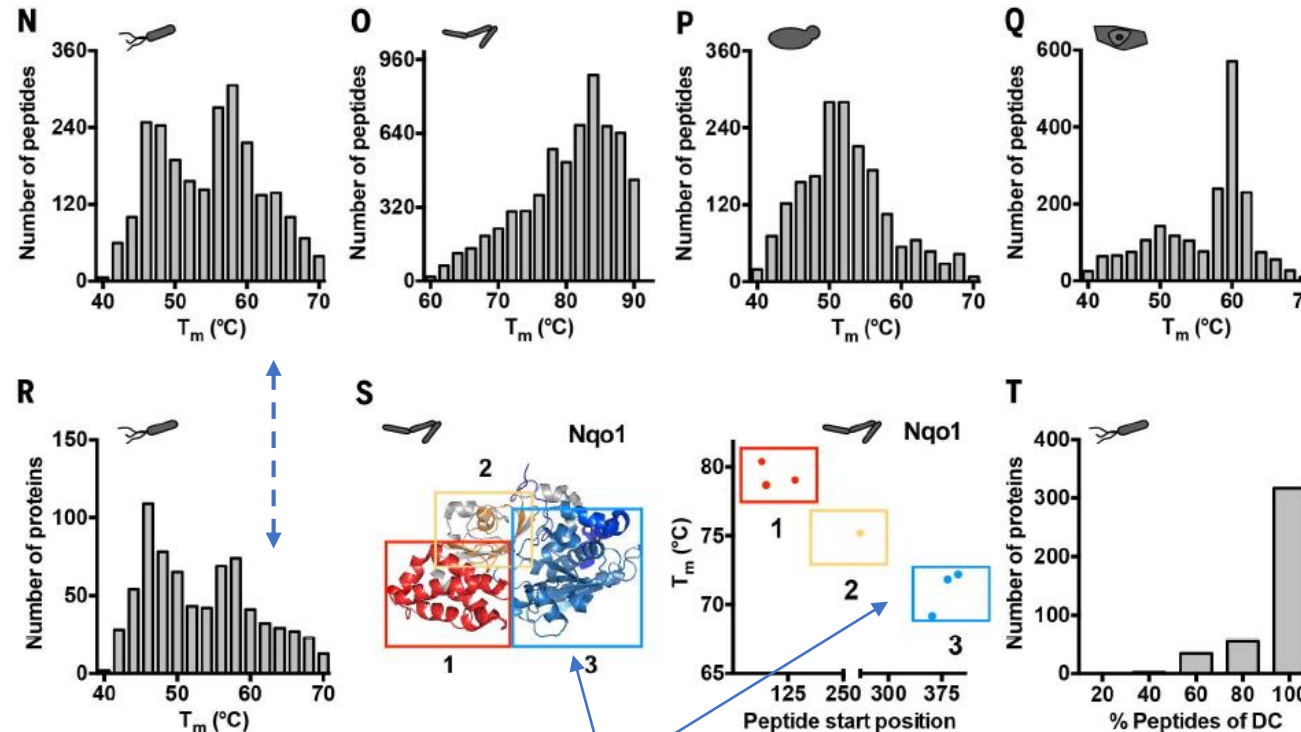 N
O
P
Q
Number of peptides
360
240
120
0
40 50 60 70
Tm (°C)
Number of peptides
960
640
320
0
60 70 80 90
Tm (°C)
Number of peptides
360
240
120
0
40 50 60 70
Tm (°C)
Number of peptides
600
400
200
0
40 50 60 7
Tm (°C)
R
S
T
Number of proteins
150
100
50
0
40 50 60 70
Tm (°C)
Nqo1
2
1
3
Nqo1
Tm (°C)
80
75
70
65
1
2
3
125 250 300 375
Peptide start position
Number of proteins
400
300
200
100
0
20 40 60 80 100
% Peptides of DC